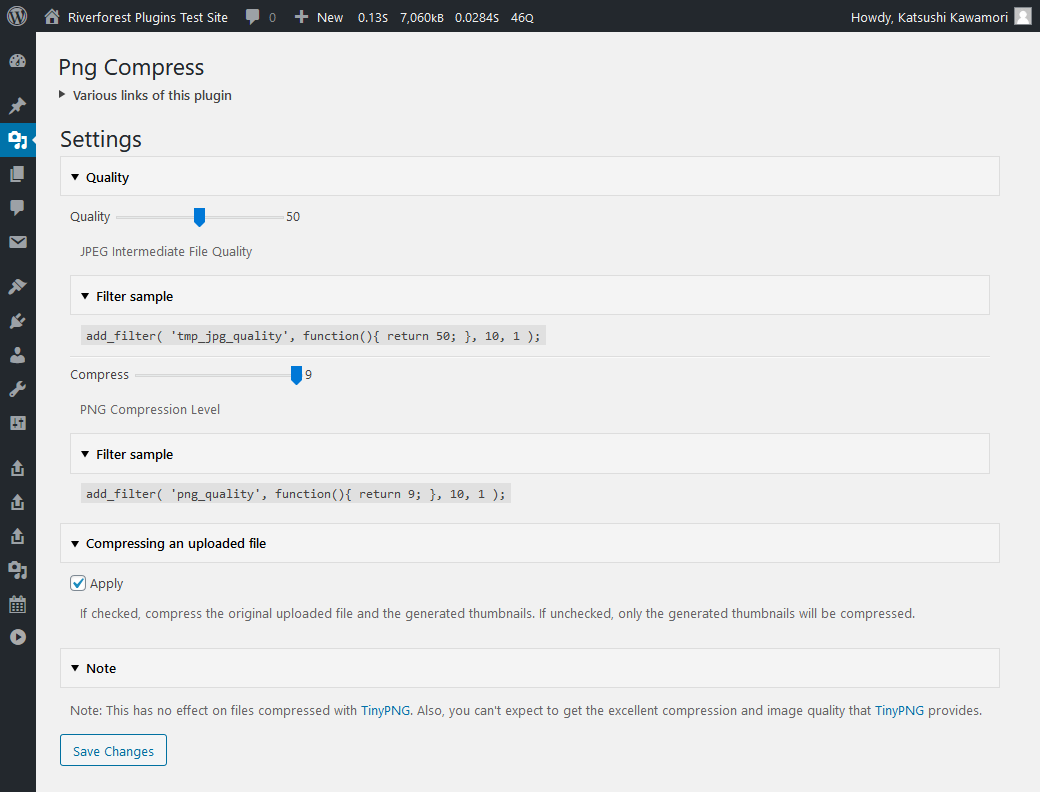 Riverforest Plugins Test Site 0 New 0.13S 7,060kB 0.0284S 46Q Howdy, Katsushi Kawamori
Png Compress
Various links of this plugin
Settings
Quality
Quality 50
JPEG Intermediate File Quality
Filter sample
add_filter( 'tmp_jpg_quality', function(){ return 50; }, 10, 1 );
Compress 9
PNG Compression Level
Filter sample
add_filter( 'png_quality', function(){ return 9; }, 10, 1 );
Compressing an uploaded file
Apply
If checked, compress the original uploaded file and the generated thumbnails. If unchecked, only the generated thumbnails will be compressed.
Note
Note: This has no effect on files compressed with TinyPNG. Also, you can't expect to get the excellent compression and image quality that TinyPNG provides.
Save Changes